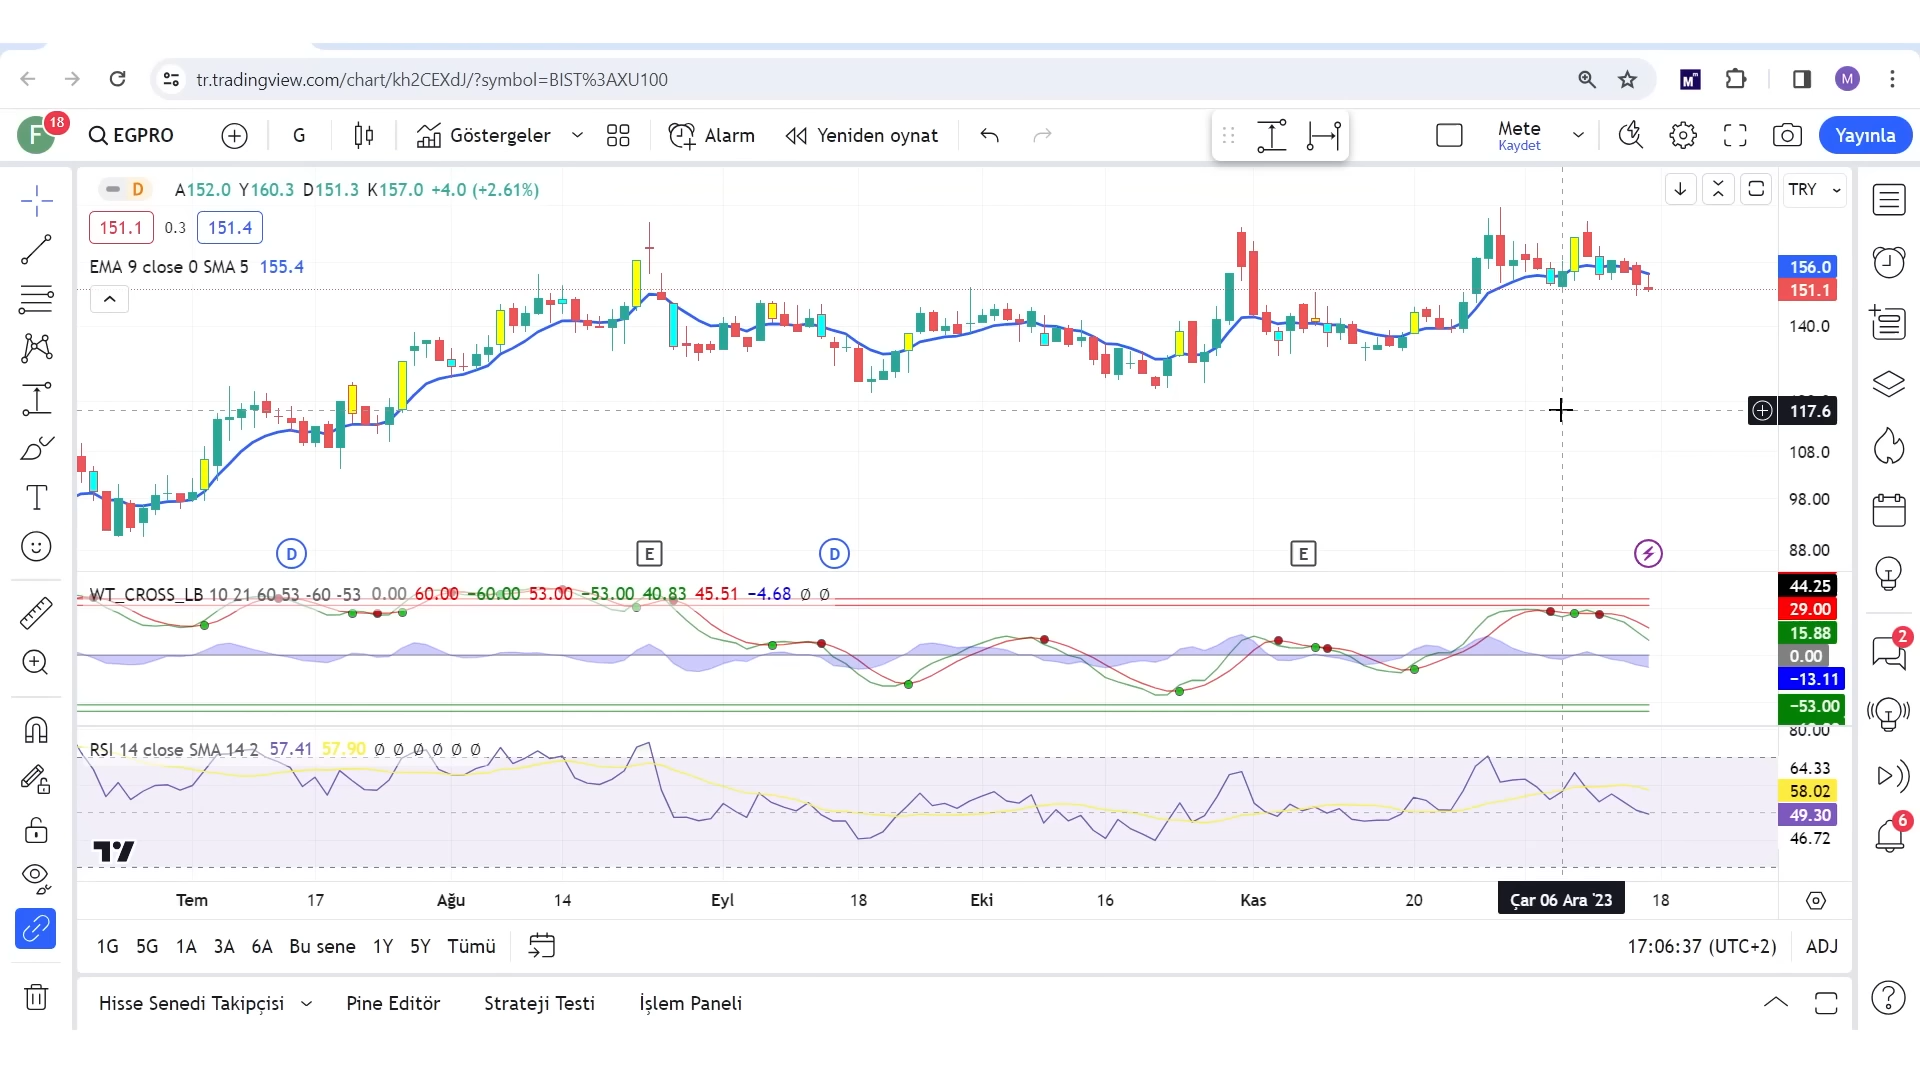 tr.tradingview.com/chart/kh2CEXdJ/?symbol=BIST%3AXU100
M
M
F
18
EGPRO
G
Göstergeler
Alarm
Yeniden oynat
Mete
Kaydet
Yayınla
D
A152.0 Y160.3 D151.3 K157.0 +4.0 (+2.61%)
TRY
151.1
0.3
151.4
EMA 9 close 0 SMA 5 155.4
156.0
151.1
140.0
117.6
108.0
98.00
88.00
D
E
D
E
WT_CROSS_LB 10 21 60 53 -60 -53 0.00 60.00 −60.00 53.00 −53.00 40.83 45.51 −4.68 ∅ ∅
44.25
29.00
15.88
0.00
−13.11
−53.00
80.00
RSI 14 close SMA 14 2 57.41 57.90 ∅ ∅ ∅ ∅ ∅ ∅
64.33
58.02
49.30
46.72
Tem 17 Ağu 14 Eyl 18 Eki 16 Kas 20 Çar 06 Ara '23 18
1G 5G 1A 3A 6A Bu sene 1Y 5Y Tümü
17:06:37 (UTC+2) ADJ
Hisse Senedi Takipçisi Pine Editör Strateji Testi İşlem Paneli
2
6